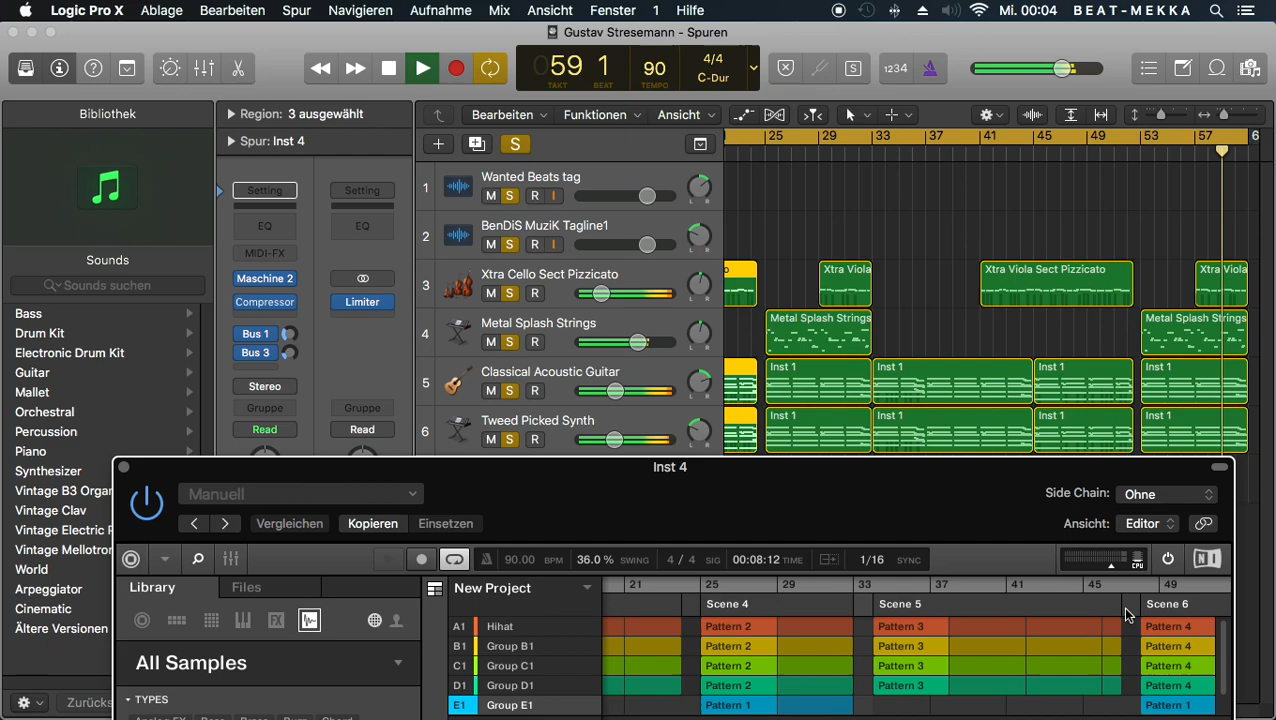 Logic Pro X Ablage Bearbeiten Spur Navigieren Aufnahme Mix Ansicht Fenster 1 Hilfe Mi. 00:04 BEAT-MEKKA
Gustav Stresemann - Spuren
59 1 90 4/4
C-Dur
TAKT BEAT TEMPO
1234
Bibliothek
Region: 3 ausgewählt
Spur: Inst 4
Bearbeiten Funktionen Ansicht
S
25 29 33 37 41 45 49 53 57 6
Setting Setting
EQ EQ
MIDI-FX
Maschine 2
Compressor Limiter
Bus 1
Bus 3
Stereo
Gruppe Gruppe
Read Read
Sounds
Sounds suchen
Bass
Drum Kit
Electronic Drum Kit
Guitar
Mallet
Orchestral
Percussion
Piano
Synthesizer
Vintage B3 Organ
Vintage Clav
Vintage Electric P
Vintage Mellotron
World
Arpeggiator
Cinematic
Ältere Versionen
Zurücks
1 Wanted Beats tag
M S R I
L R
2 BenDiS MuziK Tagline1
M S R I
L R
3 Xtra Cello Sect Pizzicato
M S R
L R
Xtra Viola Xtra Viola Sect Pizzicato Xtra Viola
4 Metal Splash Strings
M S R
L R
Metal Splash Strings Metal Splash Strings
5 Classical Acoustic Guitar
M S R
L R
Inst 1 Inst 1 Inst 1 Inst 1
6 Tweed Picked Synth
M S R
L R
Inst 1 Inst 1 Inst 1 Inst 1
Inst 4
Manuell
Side Chain: Ohne
Vergleichen Kopieren Einsetzen
Ansicht: Editor
90.00 BPM 36.0 % SWING 4 / 4 SIG 00:08:12 TIME 1/16 SYNC CPU NI
Library Files
All Samples
TYPES
New Project
21 25 29 33 37 41 45 49
Scene 4 Scene 5 Scene 6
A1 Hihat Pattern 2 Pattern 3 Pattern 4
B1 Group B1 Pattern 2 Pattern 3 Pattern 4
C1 Group C1 Pattern 2 Pattern 3 Pattern 4
D1 Group D1 Pattern 2 Pattern 3 Pattern 4
E1 Group E1 Pattern 1 Pattern 1